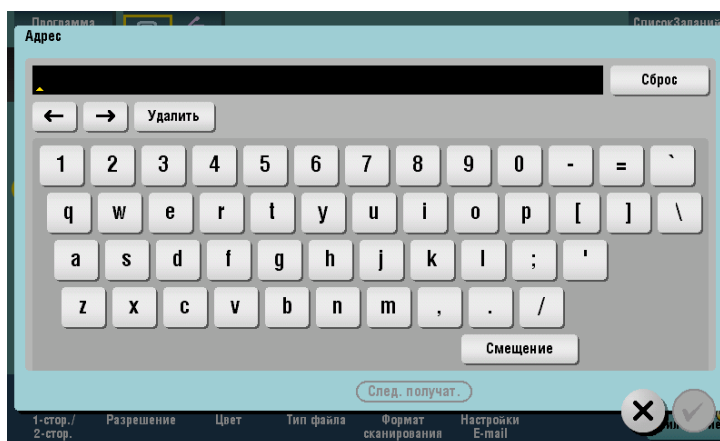 Программа
СписокЗаданий
Адрес
Сброс
← → Удалить
1 2 3 4 5 6 7 8 9 0 - = `
q w e r t y u i o p [ ] \
a s d f g h j k l ; '
z x c v b n m , . /
Смещение
След. получат.
1-стор./ Разрешение Цвет Тип файла Формат Настройки
2-стор. сканирования E-mail